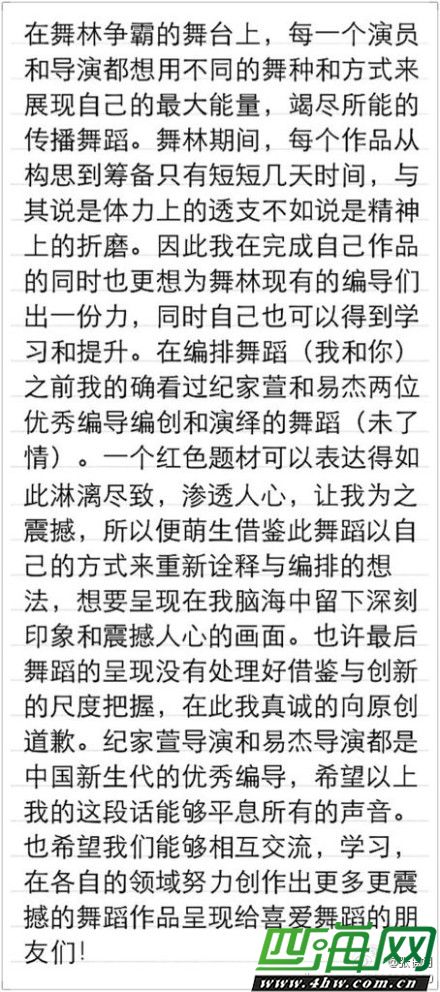 在舞林争霸的舞台上，每一个演员
和导演都想用不同的舞种和方式来
展现自己的最大能量，竭尽所能的
传播舞蹈。舞林期间，每个作品从
构思到筹备只有短短几天时间，与
其说是体力上的透支不如说是精神
上的折磨。因此我在完成自己作品
的同时也更想为舞林现有的编导们
出一份力，同时自己也可以得到学
习和提升。在编排舞蹈（我和你）
之前我的确看过纪家萱和易杰两位
优秀编导编创和演绎的舞蹈（未了
情）。一个红色题材可以表达得如
此淋漓尽致，渗透人心，让我为之
震撼，所以便萌生借鉴此舞蹈以自
己的方式来重新诠释与编排的想
法，想要呈现在我脑海中留下深刻
印象和震撼人心的画面。也许最后
舞蹈的呈现没有处理好借鉴与创新
的尺度把握，在此我真诚的向原创
道歉。纪家萱导演和易杰导演都是
中国新生代的优秀编导，希望以上
我的这段话能够平息所有的声音。
也希望我们能够相互交流，学习，
在各自的领域努力创作出更多更震
撼的舞蹈作品呈现给喜爱舞蹈的朋
友们！
四海网
www.4hw.com.cn